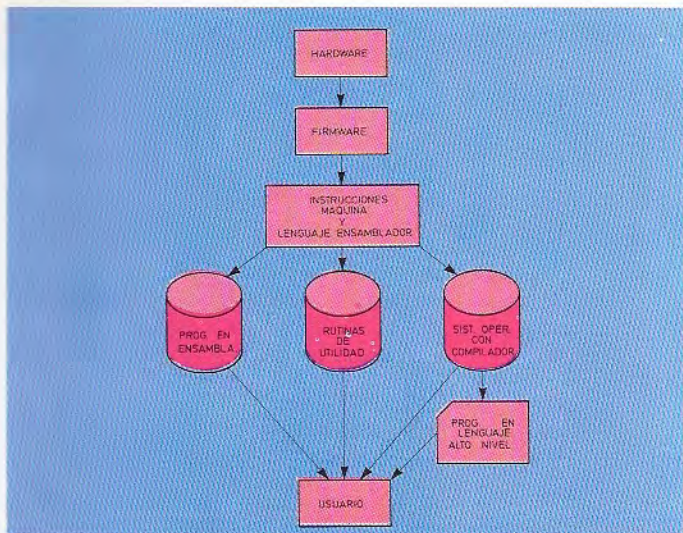 HARDWARE
FIRMWARE
INSTRUCCIONES
MAQUINA
Y
LENGUAJE ENSAMBLADOR
PROG. EN
ENSAMBLA.
RUTINAS
DE
UTILIDAD
SIST. OPER.
CON
COMPILADOR
PROG. EN
LENGUAJE
ALTO NIVEL
USUARIO